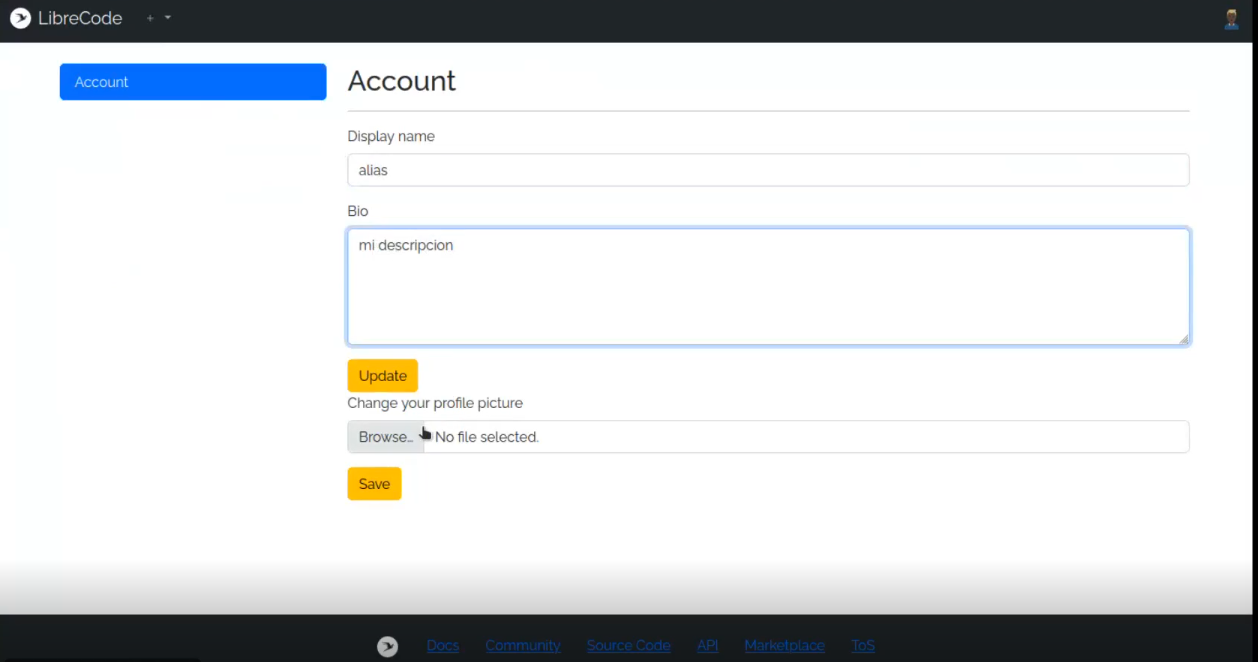 LibreCode +
Account
Account
Display name
alias
Bio
mi descripcion
Update
Change your profile picture
Browse... No file selected.
Save
Docs Community Source Code API Marketplace ToS